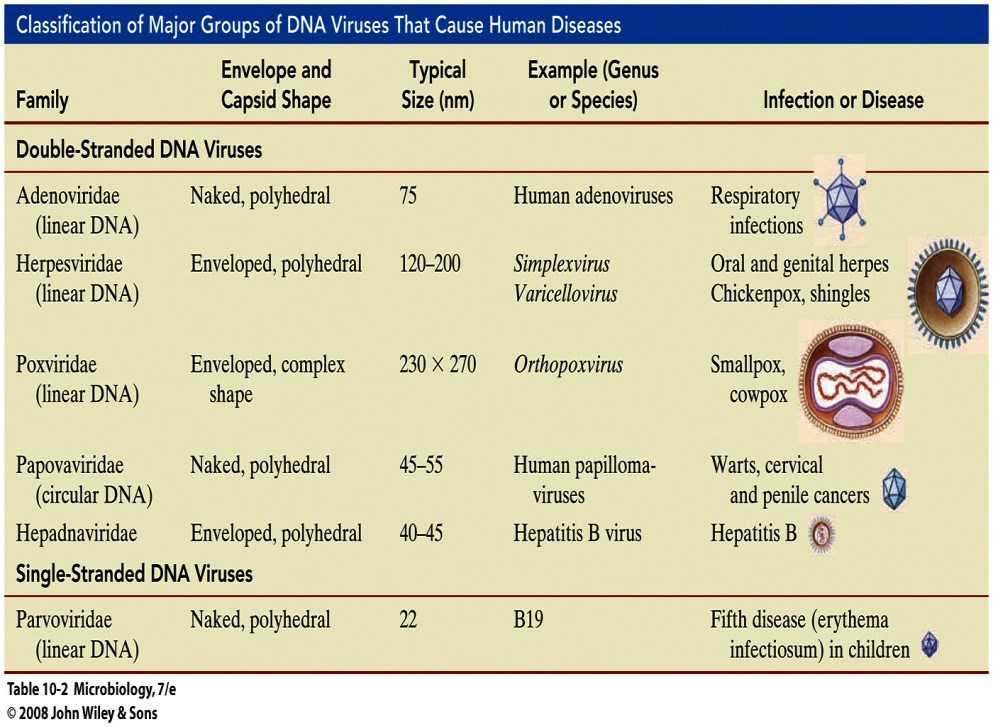 Classification of Major Groups of DNA Viruses That Cause Human Diseases
Family
Envelope and
Capsid Shape
Typical
Size (nm)
Example (Genus
or Species)
Infection or Disease
Double-Stranded DNA Viruses
Adenoviridae
(linear DNA)
Naked, polyhedral
75
Human adenoviruses
Respiratory
infections
Herpesviridae
(linear DNA)
Enveloped, polyhedral
120–200
Simplexvirus
Varicellovirus
Oral and genital herpes
Chickenpox, shingles
Poxviridae
(linear DNA)
Enveloped, complex
shape
230 × 270
Orthopoxvirus
Smallpox,
cowpox
Papovaviridae
(circular DNA)
Naked, polyhedral
45–55
Human papilloma-
viruses
Warts, cervical
and penile cancers
Hepadnaviridae
Enveloped, polyhedral
40–45
Hepatitis B virus
Hepatitis B
Single-Stranded DNA Viruses
Parvoviridae
(linear DNA)
Naked, polyhedral
22
B19
Fifth disease (erythema
infectiosum) in children
Table 10-2 Microbiology, 7/e
© 2008 John Wiley & Sons